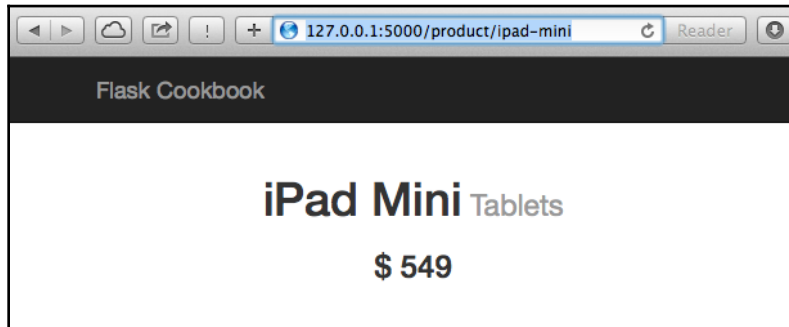 127.0.0.1:5000/product/ipad-mini Reader
Flask Cookbook
iPad Mini Tablets
$ 549